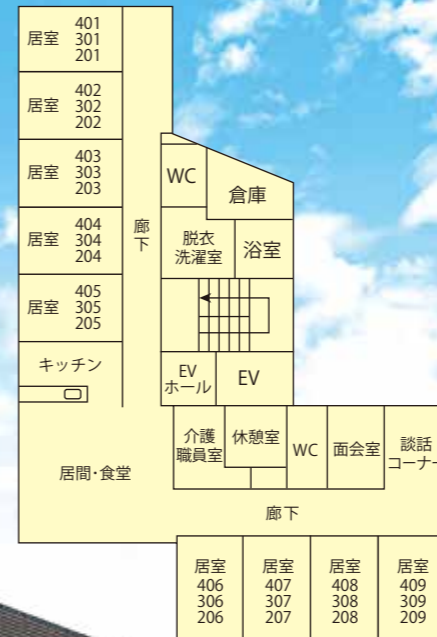 居室 401
301
201
居室 402
302
202
居室 403
303
203
居室 404
304
204
居室 405
305
205
キッチン
廊下
WC
倉庫
脱衣
洗濯室
浴室
EV
ホール
EV
居間・食堂
介護
職員室
休憩室
WC
面会室
談話
コーナー
廊下
居室
406
306
206
居室
407
307
207
居室
408
308
208
居室
409
309
209